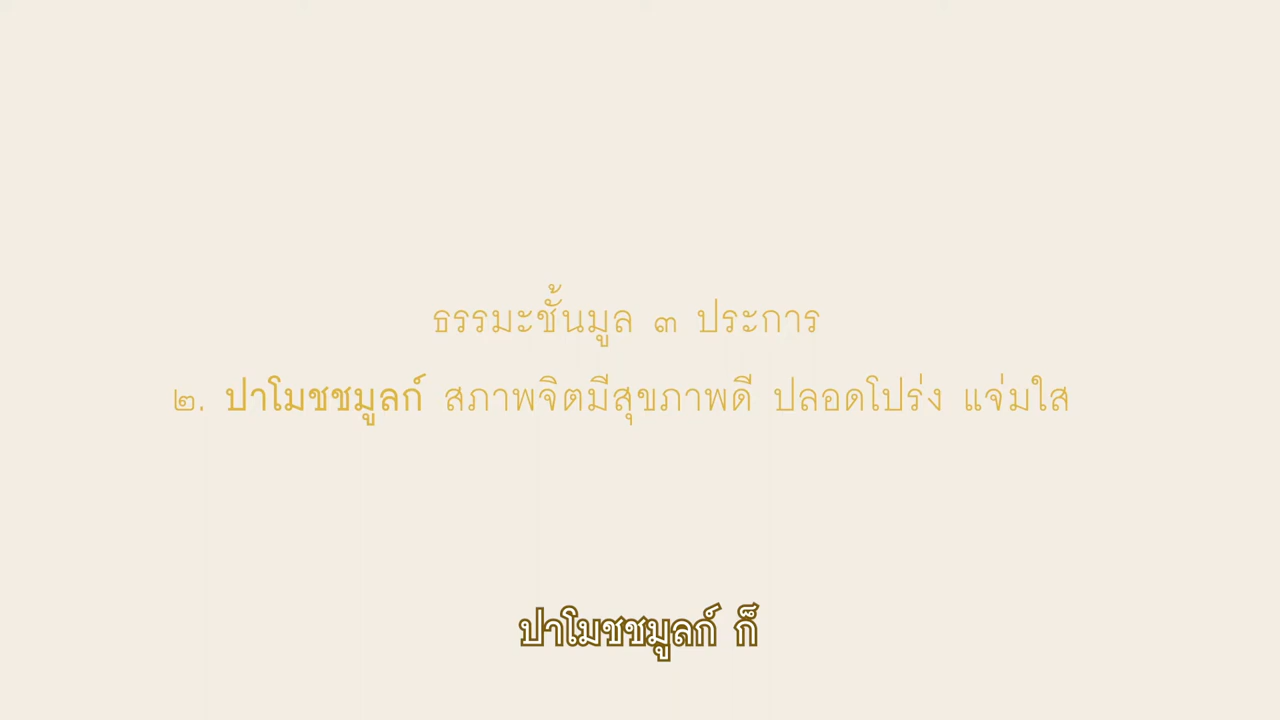 ธรรมะชั้นมูล ๓ ประการ
๒. ปาโมชชมูลก์ สภาพจิตมีสุขภาพดี ปลอดโปร่ง แจ่มใส
ปาโมชชมูลก์ ก็